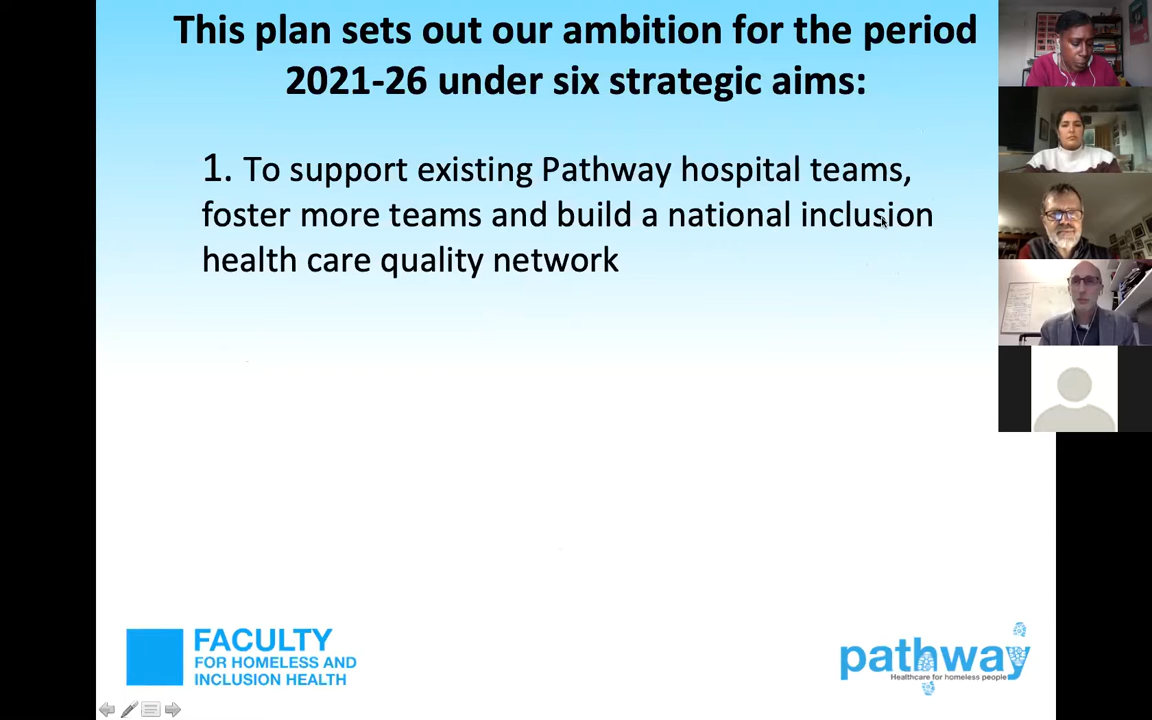 This plan sets out our ambition for the period
2021-26 under six strategic aims:
1. To support existing Pathway hospital teams,
foster more teams and build a national inclusion
health care quality network
FACULTY
FOR HOMELESS AND
INCLUSION HEALTH
pathway
Healthcare for homeless people